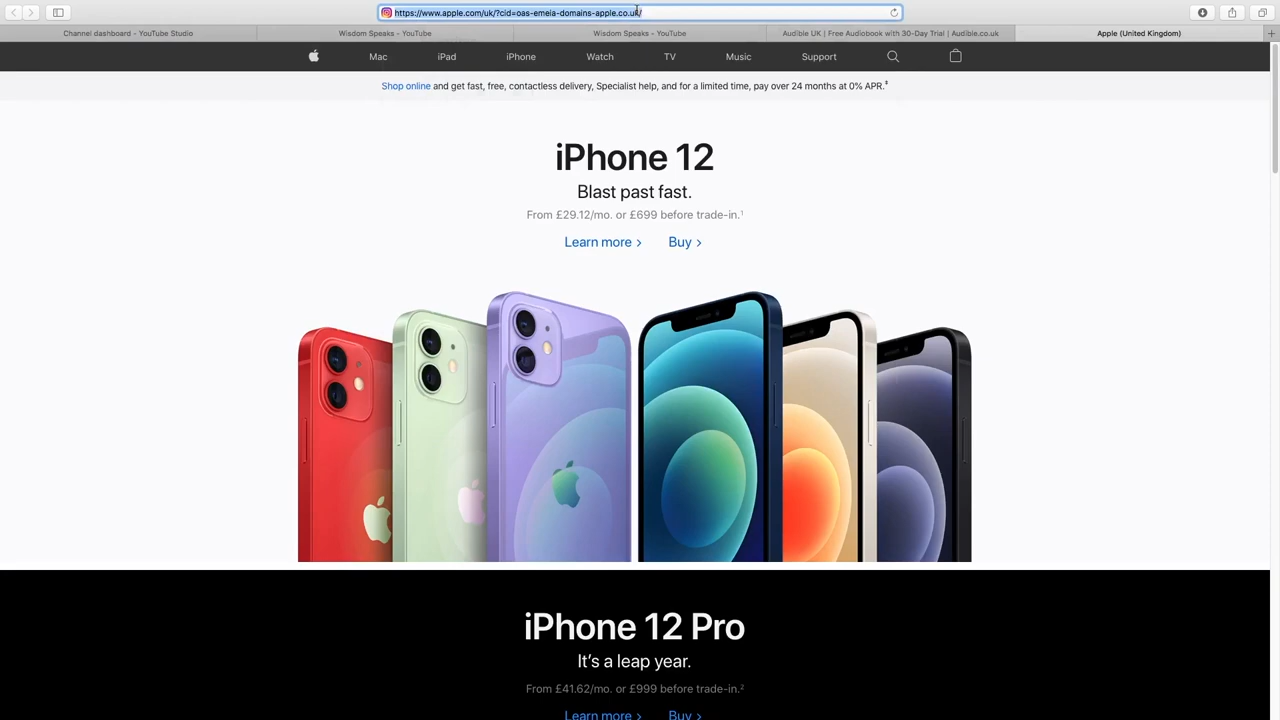 https://www.apple.com/uk/?cid=oas-emeia-domains-apple.co.uk/
Channel dashboard - YouTube Studio
Wisdom Speaks - YouTube
Wisdom Speaks - YouTube
Audible UK | Free Audiobook with 30-Day Trial | Audible.co.uk
Apple (United Kingdom)
Mac
iPad
iPhone
Watch
TV
Music
Support
Shop online and get fast, free, contactless delivery, Specialist help, and for a limited time, pay over 24 months at 0% APR.‡
iPhone 12
Blast past fast.
From £29.12/mo. or £699 before trade-in.¹
Learn more >
Buy >
iPhone 12 Pro
It's a leap year.
From £41.62/mo. or £999 before trade-in.²
Learn more >
Buy >